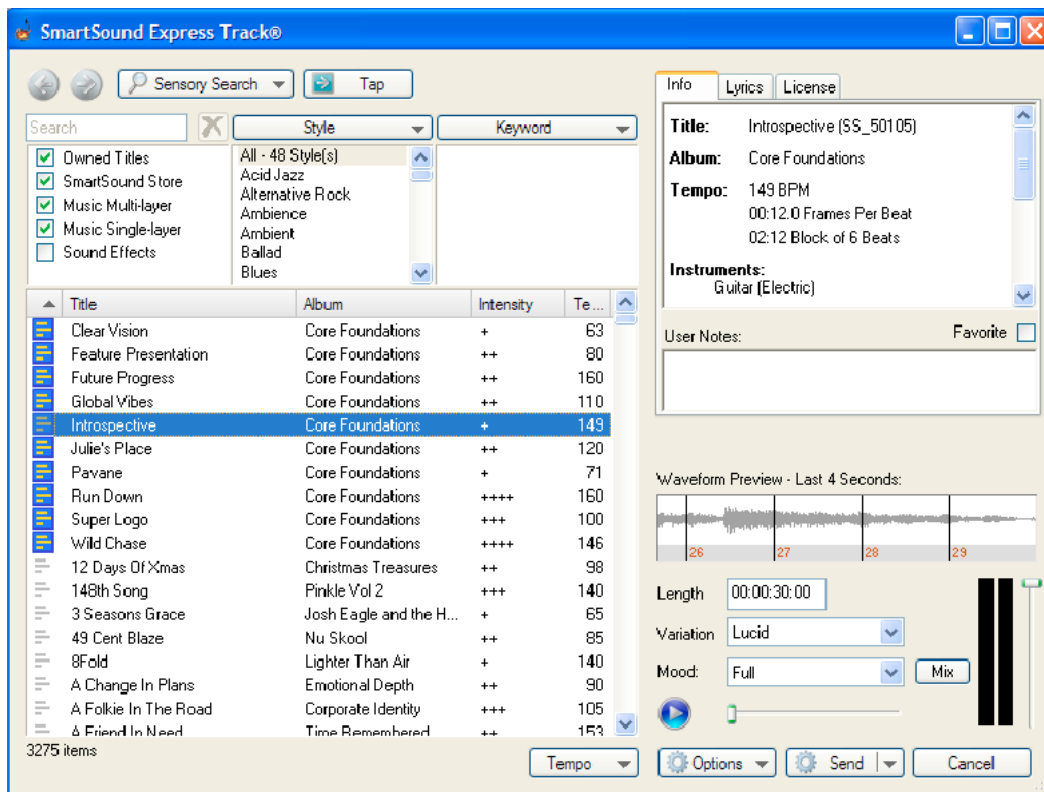 SmartSound Express Track®
Sensory Search
Tap
Search
Style
Keyword
Owned Titles
SmartSound Store
Music Multi-layer
Music Single-layer
Sound Effects
All - 48 Style(s)
Acid Jazz
Alternative Rock
Ambience
Ambient
Ballad
Blues
Title Album Intensity Te...
Clear Vision Core Foundations + 63
Feature Presentation Core Foundations ++ 80
Future Progress Core Foundations ++ 160
Global Vibes Core Foundations ++ 110
Introspective Core Foundations + 149
Julie's Place Core Foundations ++ 120
Pavane Core Foundations + 71
Run Down Core Foundations ++++ 160
Super Logo Core Foundations +++ 100
Wild Chase Core Foundations ++++ 146
12 Days Of Xmas Christmas Treasures ++ 98
148th Song Pinkle Vol 2 +++ 140
3 Seasons Grace Josh Eagle and the H... + 65
49 Cent Blaze Nu Skool ++ 85
8Fold Lighter Than Air + 140
A Change In Plans Emotional Depth ++ 90
A Folkie In The Road Corporate Identity +++ 105
A Friend In Need Time Remembered ++ 153
3275 items
Tempo
Info Lyrics License
Title: Introspective (SS_50105)
Album: Core Foundations
Tempo: 149 BPM
00:12.0 Frames Per Beat
02:12 Block of 6 Beats
Instruments:
Guitar (Electric)
User Notes: Favorite
Waveform Preview - Last 4 Seconds:
26 27 28 29
Length 00:00:30:00
Variation Lucid
Mood: Full Mix
Options Send Cancel